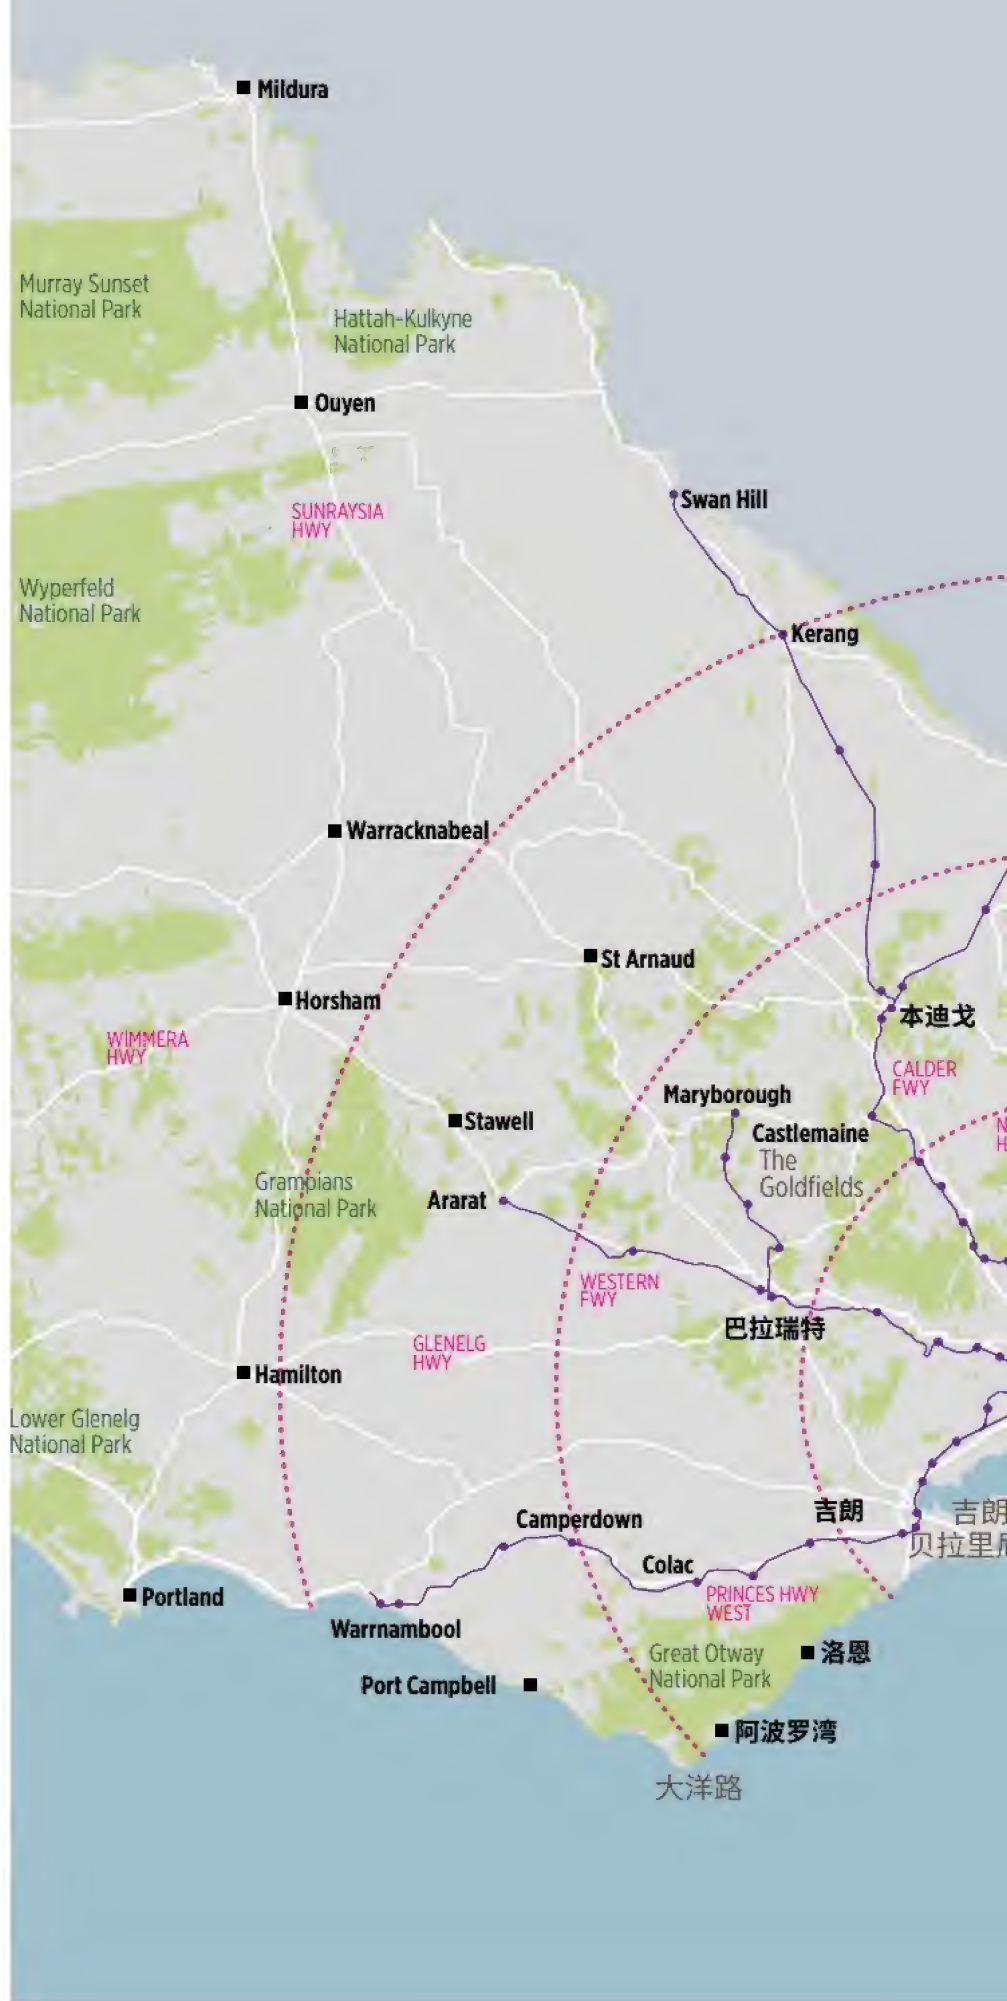 Mildura
Murray Sunset
National Park
Hattah-Kulkyne
National Park
Ouyen
SUNRAYSIA
HWY
Swan Hill
Wyperfeld
National Park
Kerang
Warracknabeal
St Arnaud
Horsham
本迪戈
WIMMERA
HWY
CALDER
FWY
Maryborough
Stawell
Castlemaine
The
Goldfields
N
H
Grampians
National Park
Ararat
WESTERN
FWY
巴拉瑞特
GLENELG
HWY
Hamilton
Lower Glenelg
National Park
吉朗
吉朗
贝拉里
Camperdown
Colac
PRINCES HWY
WEST
Portland
Warrnambool
Great Otway
National Park
洛恩
Port Campbell
阿波罗湾
大洋路